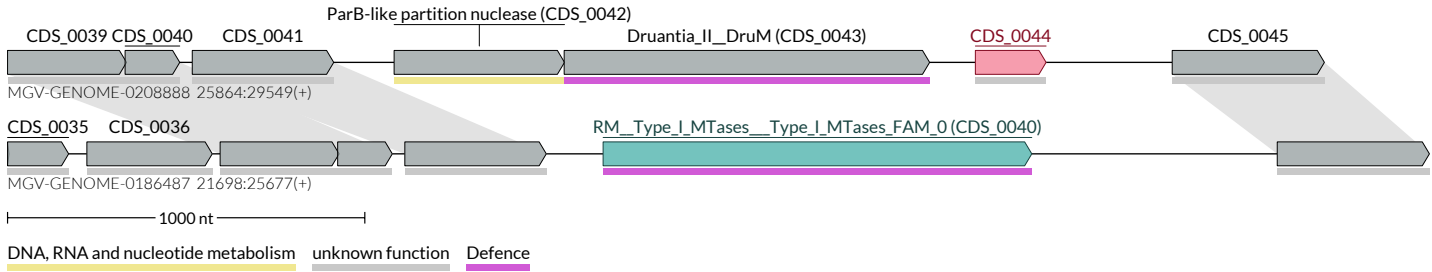 ParB-like partition nuclease (CDS_0042)
CDS_0039 CDS_0040 CDS_0041 Druantia_II__DruM (CDS_0043) CDS_0044 CDS_0045
MGV-GENOME-0208888 25864:29549(+)
CDS_0035 CDS_0036 RM__Type_I_MTases___Type_I_MTases_FAM_0 (CDS_0040)
MGV-GENOME-0186487 21698:25677(+)
1000 nt
DNA, RNA and nucleotide metabolism unknown function Defence